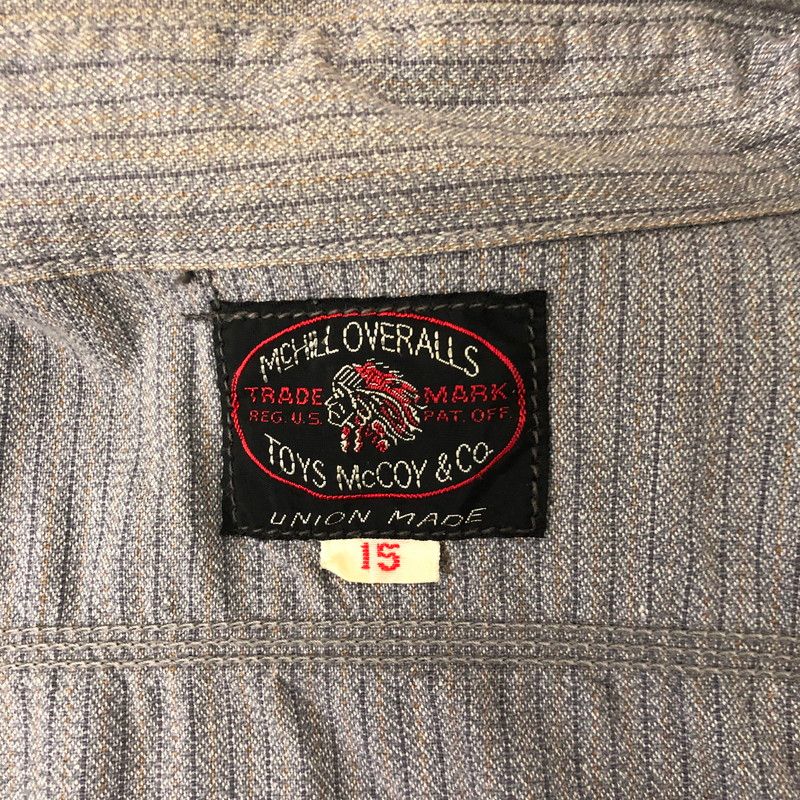 McHILL OVERALLS
TRADE MARK
REG. U.S. PAT. OFF.
TOYS McCOY & Co.
UNION MADE
15